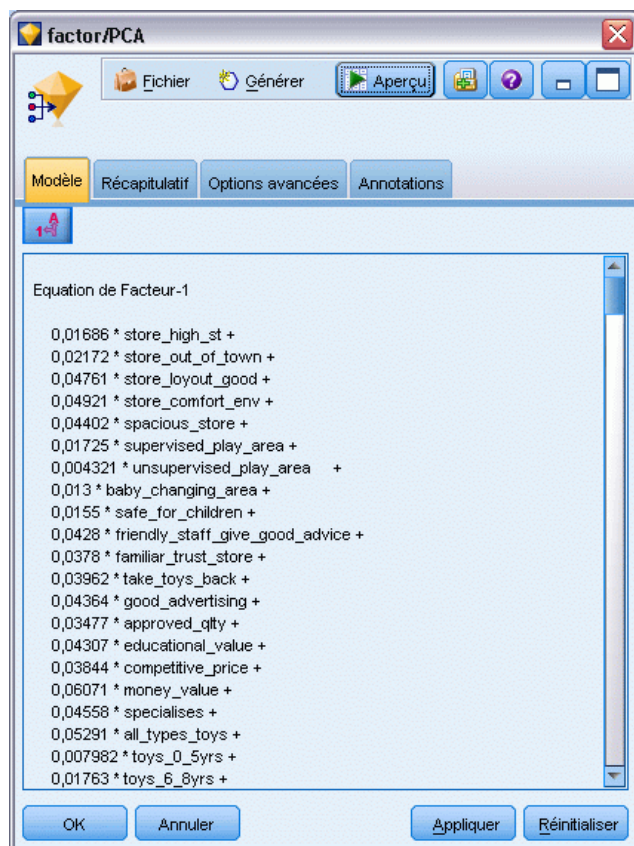 factor/PCA
Fichier Générer Aperçu
Modèle Récapitulatif Options avancées Annotations
Equation de Facteur-1
0,01686 * store_high_st +
0,02172 * store_out_of_town +
0,04761 * store_loyout_good +
0,04921 * store_comfort_env +
0,04402 * spacious_store +
0,01725 * supervised_play_area +
0,004321 * unsupervised_play_area +
0,013 * baby_changing_area +
0,0155 * safe_for_children +
0,0428 * friendly_staff_give_good_advice +
0,0378 * familiar_trust_store +
0,03962 * take_toys_back +
0,04364 * good_advertising +
0,03477 * approved_qlty +
0,04307 * educational_value +
0,03844 * competitive_price +
0,06071 * money_value +
0,04558 * specialises +
0,05291 * all_types_toys +
0,007982 * toys_0_5yrs +
0,01763 * toys_6_8yrs +
OK Annuler Appliquer Réinitialiser